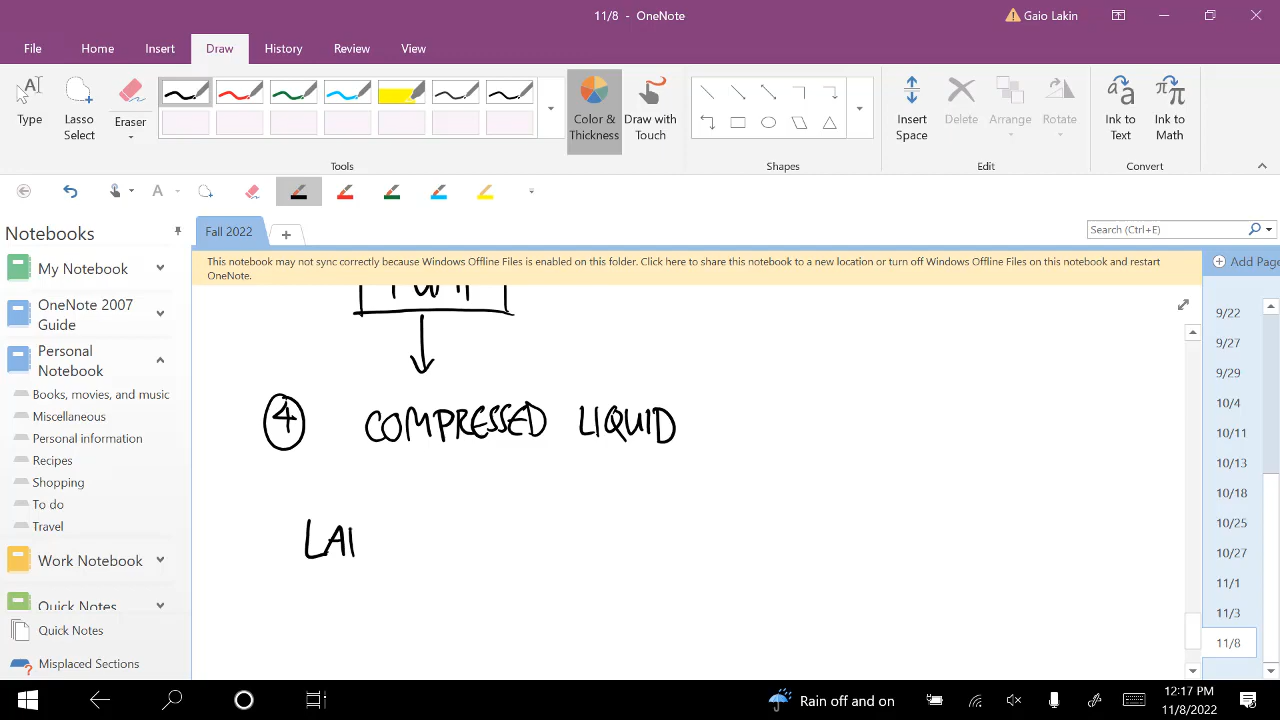 11/8 - OneNote
Gaio Lakin
File Home Insert Draw History Review View
Type
Lasso Select
Eraser
Color & Thickness
Draw with Touch
Insert Space
Delete
Arrange
Rotate
Ink to Text
Ink to Math
Tools Shapes Edit Convert
Notebooks
Fall 2022
Search (Ctrl+E)
This notebook may not sync correctly because Windows Offline Files is enabled on this folder. Click here to share this notebook to a new location or turn off Windows Offline Files on this notebook and restart
OneNote.
Add Page
My Notebook
OneNote 2007
Guide
Personal
Notebook
Books, movies, and music
Miscellaneous
Personal information
Recipes
Shopping
To do
Travel
Work Notebook
Quick Notes
Quick Notes
Misplaced Sections
4 COMPRESSED LIQUID
LAI
9/22
9/27
9/29
10/4
10/11
10/13
10/18
10/25
10/27
11/1
11/3
11/8
Rain off and on
12:17 PM
11/8/2022